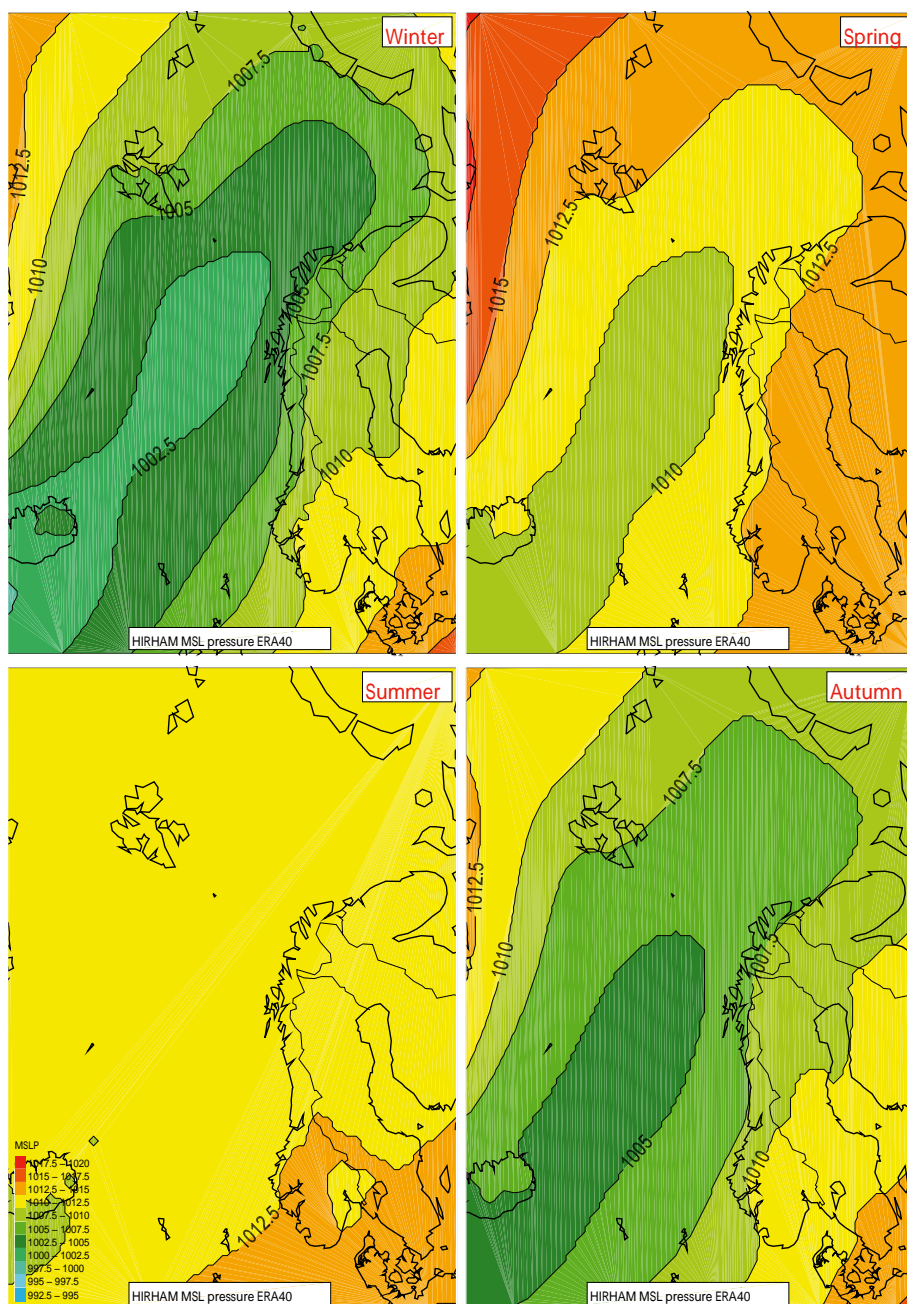 Winter
1007.5
1012.5
1005
1010
1005
1007.5
1002.5
1010
HIRHAM MSL pressure ERA40
Spring
1012.5
1012.5
1015
1010
HIRHAM MSL pressure ERA40
Summer
1012.5
MSLP
1017.5 – 1020
1015 – 1017.5
1012.5 – 1015
1010 – 1012.5
1007.5 – 1010
1005 – 1007.5
1002.5 – 1005
1000 – 1002.5
997.5 – 1000
995 – 997.5
992.5 – 995
HIRHAM MSL pressure ERA40
Autumn
1007.5
1012.5
1010
1007.5
1005
1010
HIRHAM MSL pressure ERA40